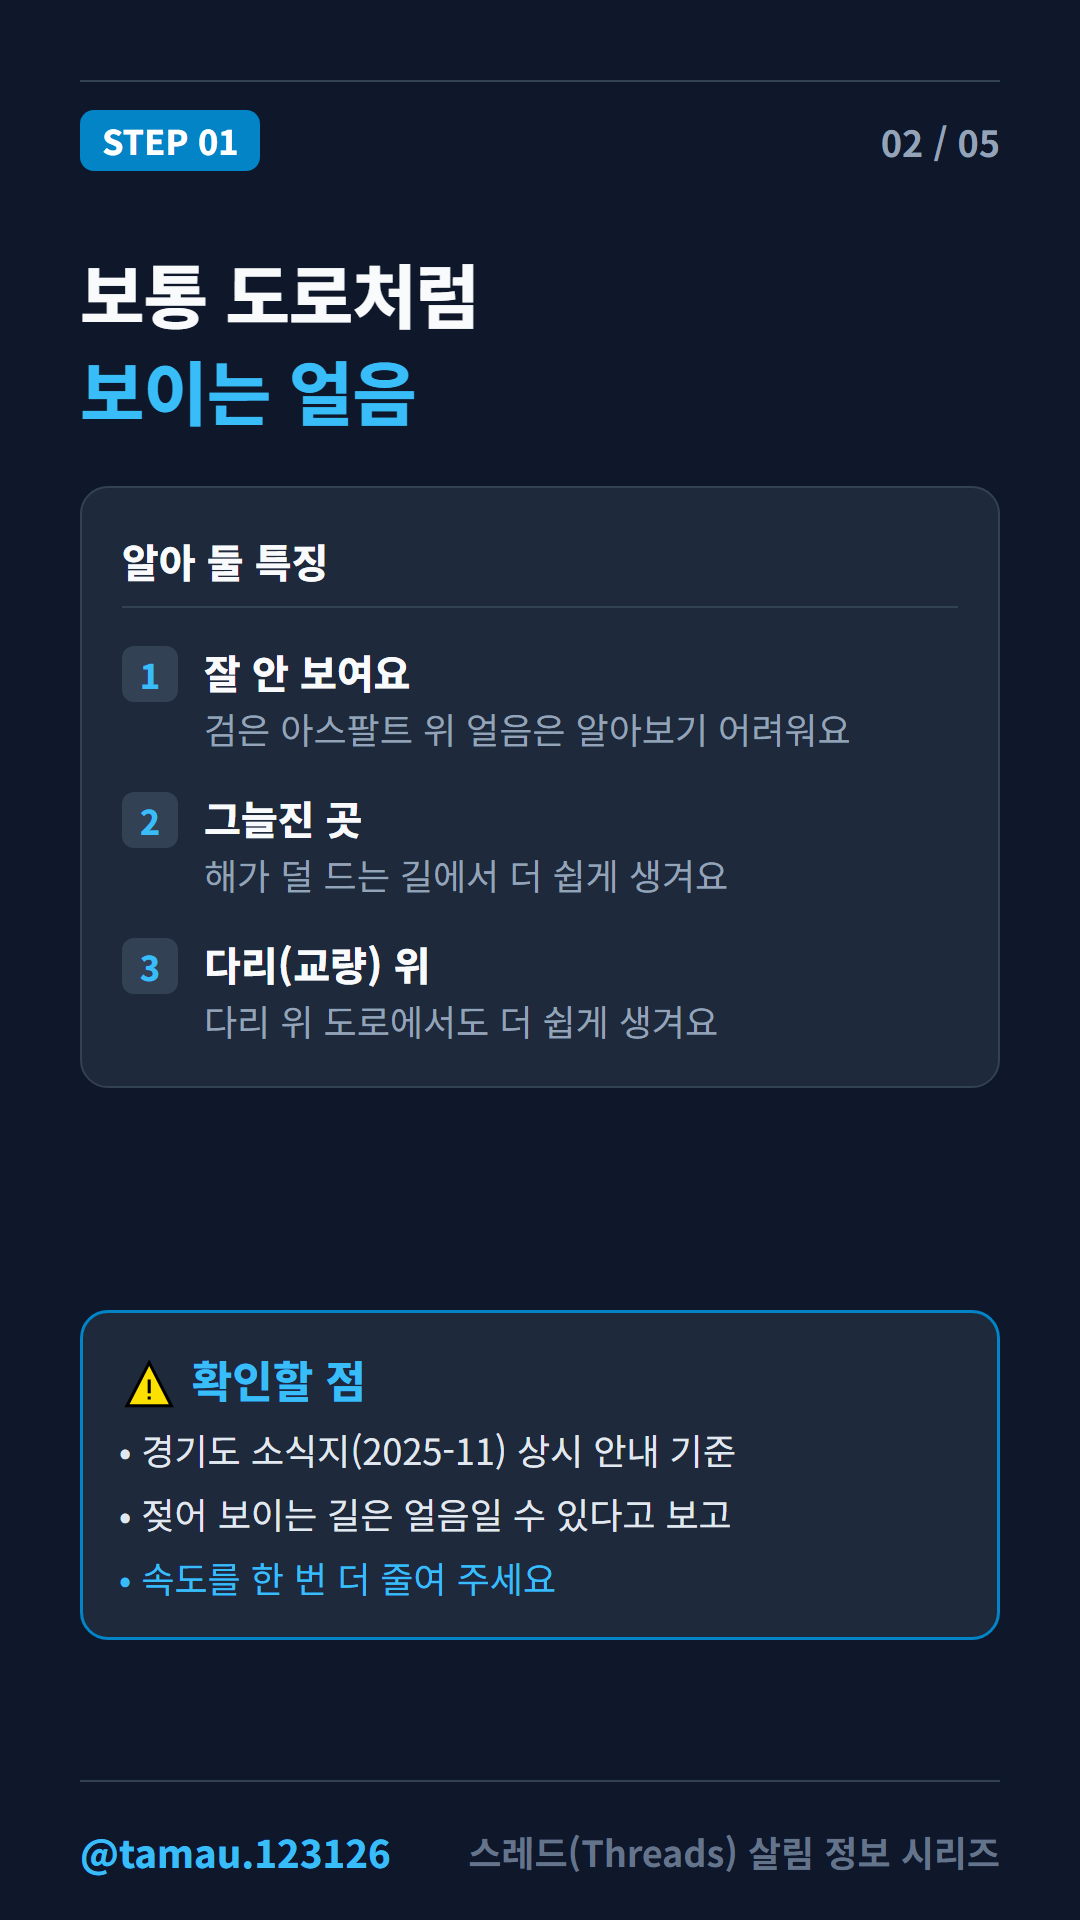 STEP 01
02 / 05
보통 도로처럼
보이는 얼음
알아 둘 특징
1 잘 안 보여요
검은 아스팔트 위 얼음은 알아보기 어려워요
2 그늘진 곳
해가 덜 드는 길에서 더 쉽게 생겨요
3 다리(교량) 위
다리 위 도로에서도 더 쉽게 생겨요
⚠ 확인할 점
• 경기도 소식지(2025-11) 상시 안내 기준
• 젖어 보이는 길은 얼음일 수 있다고 보고
• 속도를 한 번 더 줄여 주세요
@tamau.123126
스레드(Threads) 살림 정보 시리즈